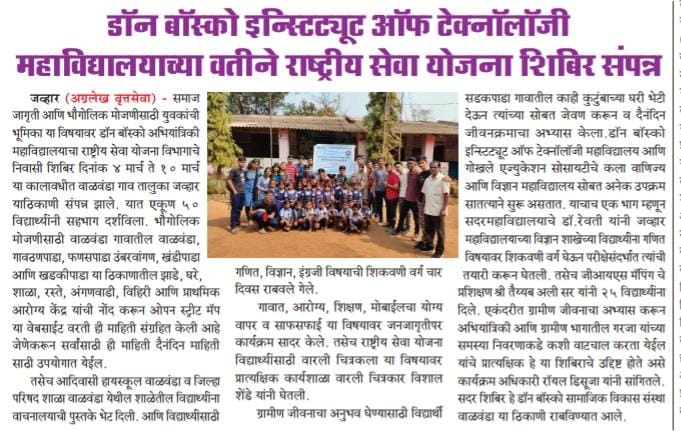 डॉन बॉस्को इन्स्टिट्यूट ऑफ टेक्नॉलॉजी
महाविद्यालयाच्या वतीने राष्ट्रीय सेवा योजना शिबिर संपन्न
जव्हार (अग्रलेख वृत्तसेवा) - समाज
जागृती आणि भौगोलिक मोजणीसाठी युवकांची
भूमिका या विषयावर डॉन बॉस्को अभियांत्रिकी
महाविद्यालयाचा राष्ट्रीय सेवा योजना विभागाचे
निवासी शिबिर दिनांक ४ मार्च ते १० मार्च
या कालावधीत वाळवंडा गाव तालुका जव्हार
याठिकाणी संपन्न झाले. यात एकूण ५०
विद्यार्थ्यांनी सहभाग दर्शविला. भौगोलिक
मोजणीसाठी वाळवंडा गावातील वाळवंडा,
गावठणपाडा, फणसपाडा उंबरवांगण, खंडीपाडा
आणि खडकीपाडा या ठिकाणातील झाडे, घरे,
शाळा, रस्ते, अंगणवाडी, विहिरी आणि प्राथमिक
आरोग्य केंद्र यांची नोंद करून ओपन स्ट्रीट मॅप
या वेबसाईट वरती ही माहिती संग्रहित केली आहे
जेणेकरून सर्वांसाठी ही माहिती दैनंदिन माहिती
साठी उपयोगात येईल.
तसेच आदिवासी हायस्कूल वाळवंडा व जिल्हा
परिषद शाळा वाळवंडा येथील शाळेतील विद्यार्थ्यांना
वाचनालयाची पुस्तके भेट दिली. आणि विद्यार्थ्यांसाठी
गणित, विज्ञान, इंग्रजी विषयाची शिकवणी वर्ग चार
दिवस राबवले गेले.
गावात, आरोग्य, शिक्षण, मोबाईलचा योग्य
वापर व साफसफाई या विषयावर जनजागृतीपर
कार्यक्रम सादर केले. तसेच राष्ट्रीय सेवा योजना
विद्यार्थ्यांसाठी वारली चित्रकला या विषयावर
प्रात्यक्षिक कार्यशाळा वारली चित्रकार विशाल
शेंडे यांनी घेतली.
ग्रामीण जीवनाचा अनुभव घेण्यासाठी विद्यार्थी
सडकपाडा गावातील काही कुटुंबाच्या घरी भेटी
देऊन त्यांच्या सोबत जेवण करून व दैनंदिन
जीवनक्रमाचा अभ्यास केला.डॉन बॉस्को
इन्स्टिट्यूट ऑफ टेक्नॉलॉजी महाविद्यालय आणि
गोखले एज्युकेशन सोसायटीचे कला वाणिज्य
आणि विज्ञान महाविद्यालय सोबत अनेक उपक्रम
सातत्याने सुरू असतात. याचाच एक भाग म्हणून
सदरमहाविद्यालयाचे डॉ.रेवती यांनी जव्हार
महाविद्यालयाच्या विज्ञान शाखेच्या विद्यार्थ्यांना गणित
विषयावर शिकवणी वर्ग घेऊन परीक्षेसंदर्भात त्यांची
तयारी करून घेतली. तसेच जीआयएस मॅपिंग चे
प्रशिक्षण श्री तैय्यब अली सर यांनी २५ विद्यार्थ्यांना
दिले. एकंदरीत ग्रामीण जीवनाचा अभ्यास करून
अभियांत्रिकी आणि ग्रामीण भागातील गरजा यांच्या
समस्या निवरणाकडे कशी वाटचाल करता येईल
यांचे प्रात्यक्षिक हे या शिबिराचे उद्दिष्ट होते असे
कार्यक्रम अधिकारी रॉयल डिसूजा यांनी सांगितले.
सदर शिबिर हे डॉन बॉस्को सामाजिक विकास संस्था
वाळवंडा या ठिकाणी राबविण्यात आले.